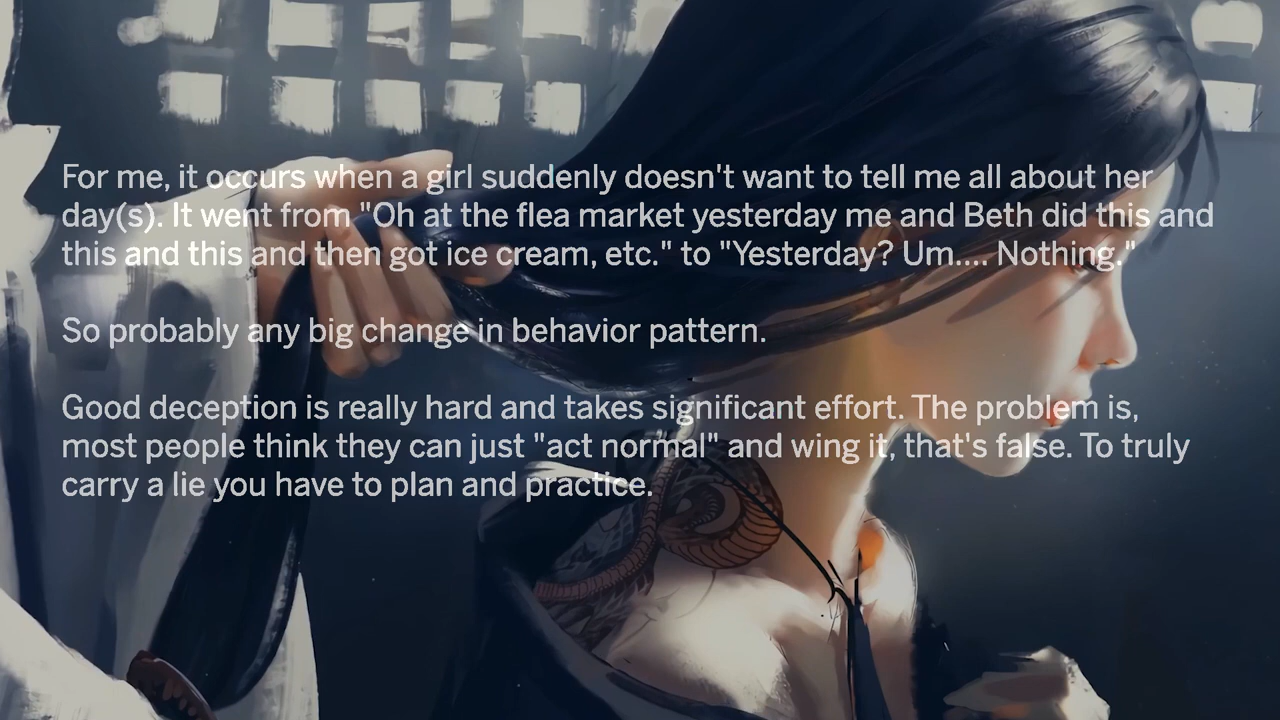 For me, it occurs when a girl suddenly doesn't want to tell me all about her
day(s). It went from "Oh at the flea market yesterday me and Beth did this and
this and this and then got ice cream, etc." to "Yesterday? Um.... Nothing."
So probably any big change in behavior pattern.
Good deception is really hard and takes significant effort. The problem is,
most people think they can just "act normal" and wing it, that's false. To truly
carry a lie you have to plan and practice.